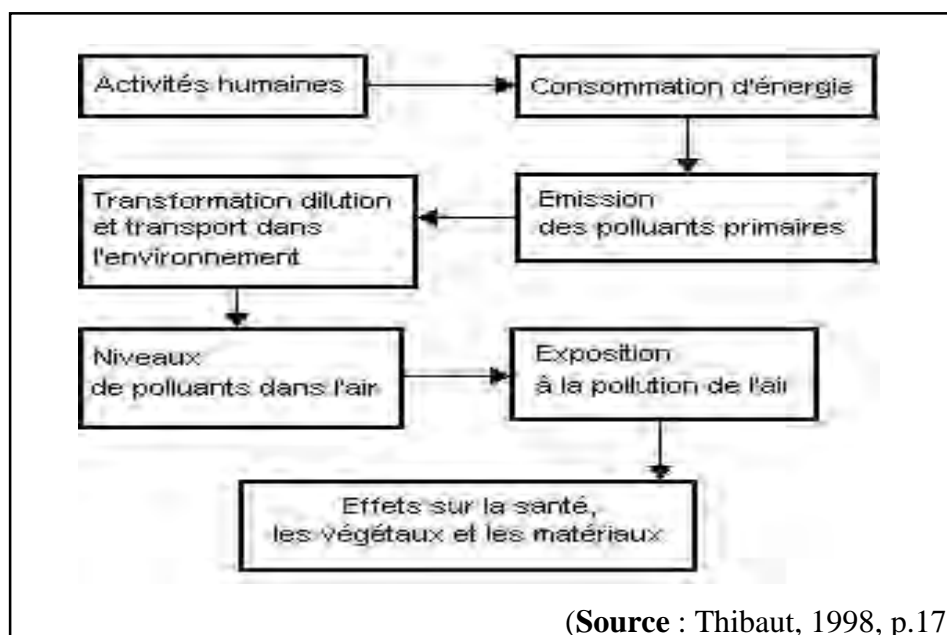 Activités humaines
Consommation d'énergie
Emission
des polluants primaires
Transformation dilution
et transport dans
l'environnement
Niveaux
de polluants dans l'air
Exposition
à la pollution de l'air
Effets sur la santé,
les végétaux et les matériaux
(Source : Thibaut, 1998, p.17